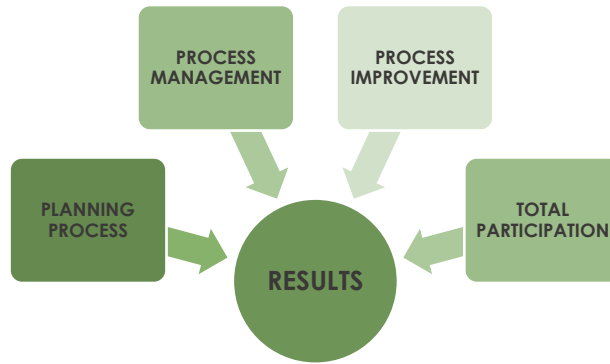 PROCESS
MANAGEMENT
PROCESS
IMPROVEMENT
PLANNING
PROCESS
TOTAL
PARTICIPATION
RESULTS